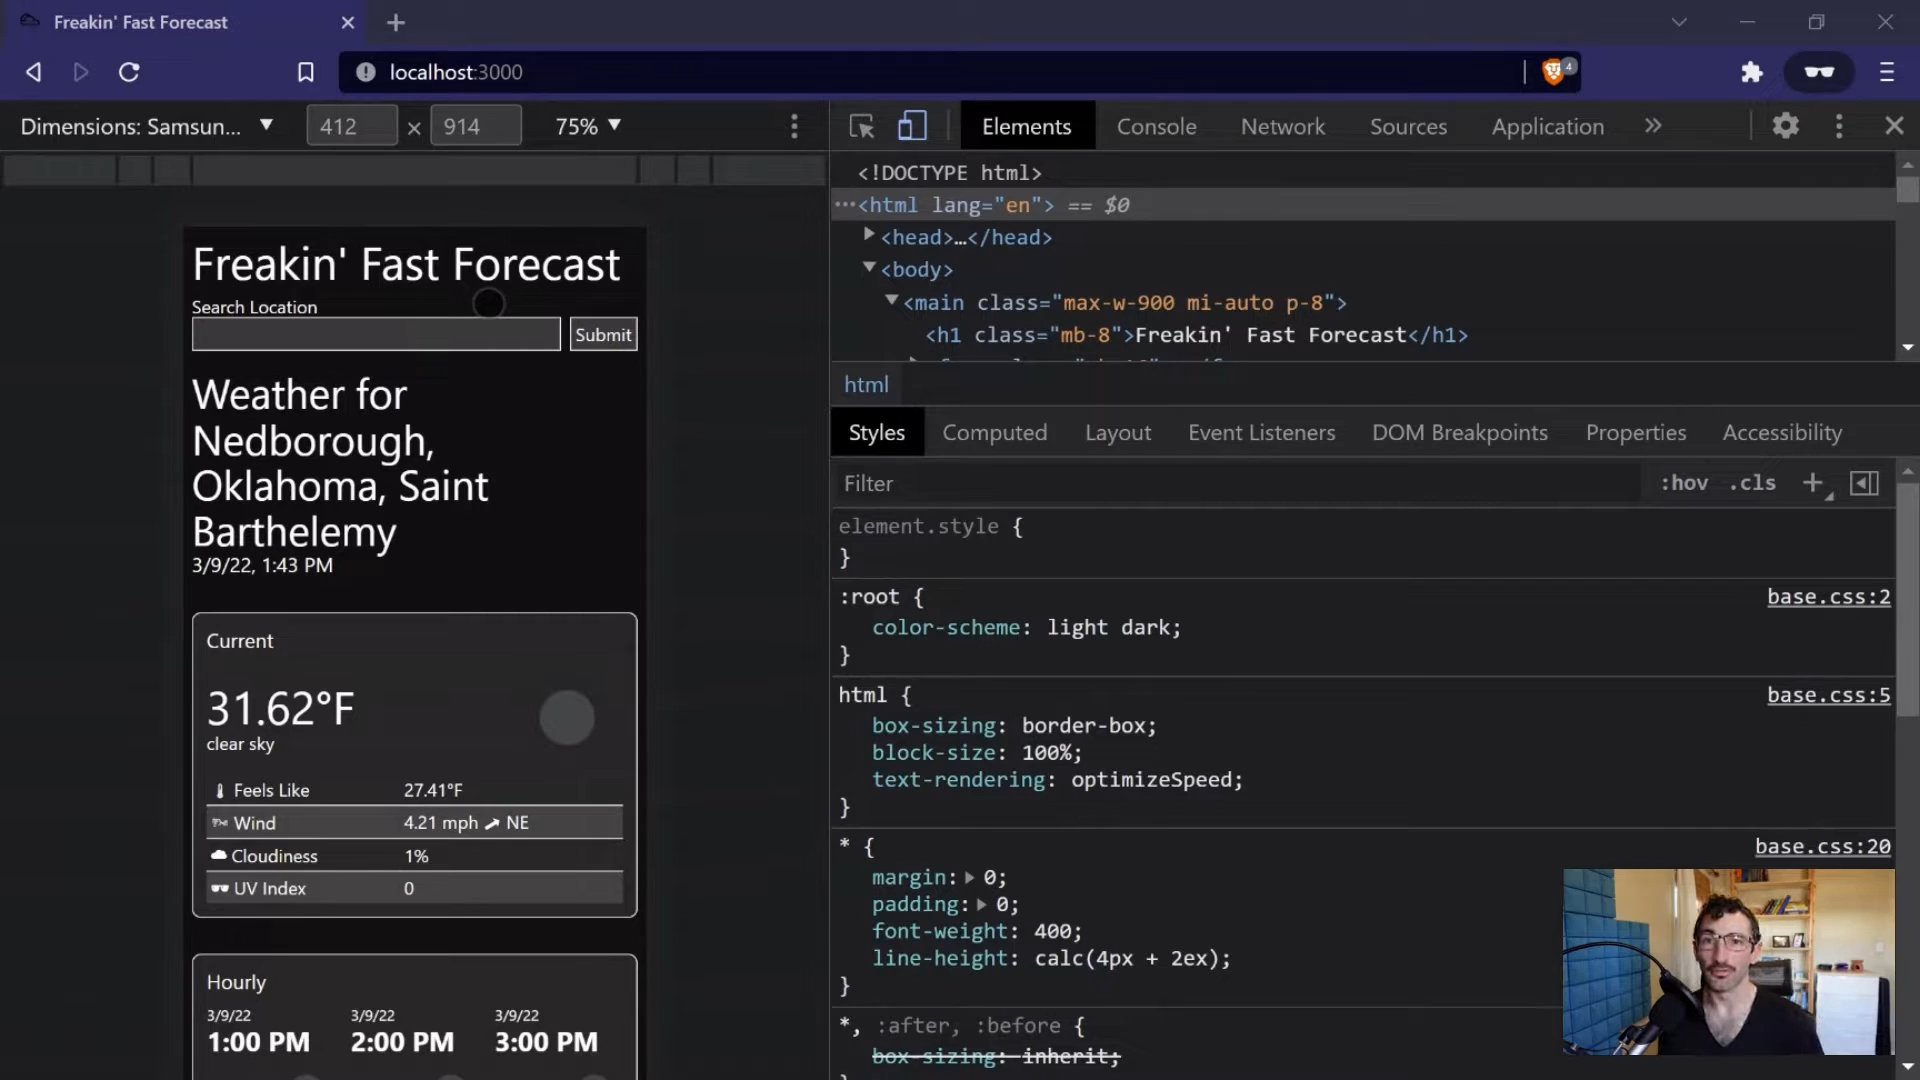 Freakin' Fast Forecast
localhost:3000
4
Dimensions: Samsun...
412 × 914
75%
Elements
Console
Network
Sources
Application
<!DOCTYPE html>
<html lang="en"> == $0
<head>…</head>
<body>
<main class="max-w-900 mi-auto p-8">
<h1 class="mb-8">Freakin' Fast Forecast</h1>
html
Styles
Computed
Layout
Event Listeners
DOM Breakpoints
Properties
Accessibility
Filter
:hov .cls
element.style {
}
:root { base.css:2
color-scheme: light dark;
}
html { base.css:5
box-sizing: border-box;
block-size: 100%;
text-rendering: optimizeSpeed;
}
* { base.css:20
margin: 0;
padding: 0;
font-weight: 400;
line-height: calc(4px + 2ex);
}
*, :after, :before {
box-sizing: inherit;
Freakin' Fast Forecast
Search Location
Submit
Weather for
Nedborough,
Oklahoma, Saint
Barthelemy
3/9/22, 1:43 PM
Current
31.62°F
clear sky
Feels Like 27.41°F
Wind 4.21 mph NE
Cloudiness 1%
UV Index 0
Hourly
3/9/22 3/9/22 3/9/22
1:00 PM 2:00 PM 3:00 PM